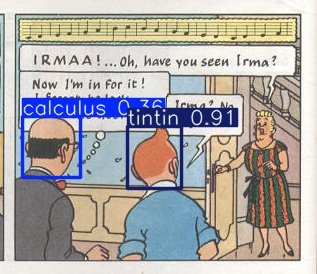 IRMAA!...Oh, have you seen Irma?
Now I'm in for it!
Irma? No
calculus 0.36
tintin 0.91